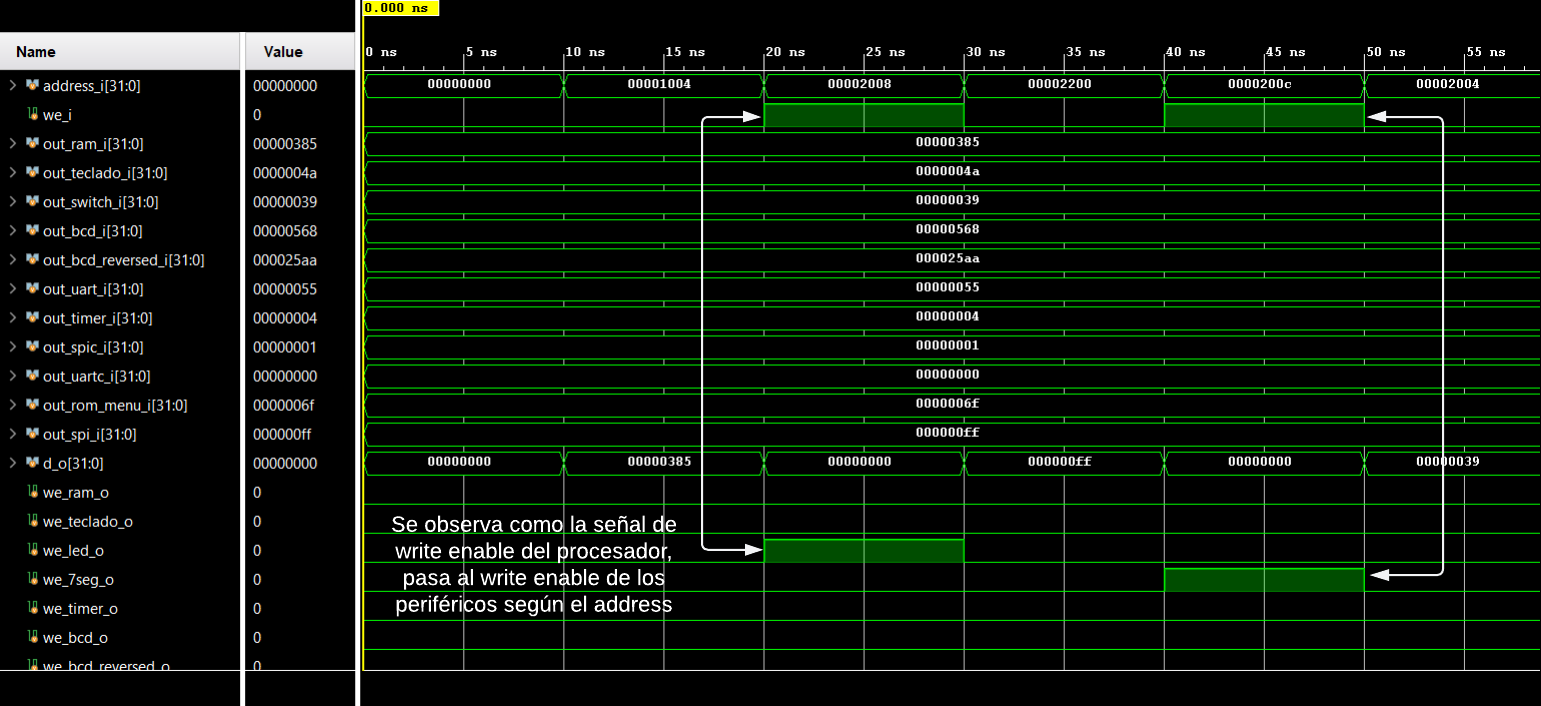 0.000 ns
Name Value
0 ns 5 ns 10 ns 15 ns 20 ns 25 ns 30 ns 35 ns 40 ns 45 ns 50 ns 55 ns
address_i[31:0] 00000000 00000000 00001004 00002008 00002200 0000200c 00002004
we_i 0
out_ram_i[31:0] 00000385 00000385
out_teclado_i[31:0] 0000004a 0000004a
out_switch_i[31:0] 00000039 00000039
out_bcd_i[31:0] 00000568 00000568
out_bcd_reversed_i[31:0] 000025aa 000025aa
out_uart_i[31:0] 00000055 00000055
out_timer_i[31:0] 00000004 00000004
out_spic_i[31:0] 00000001 00000001
out_uartc_i[31:0] 00000000 00000000
out_rom_menu_i[31:0] 0000006f 0000006f
out_spi_i[31:0] 000000ff 000000ff
d_o[31:0] 00000000 00000000 00000385 00000000 000000ff 00000000 00000039
we_ram_o 0
we_teclado_o 0
we_led_o 0
we_7seg_o 0
we_timer_o 0
we_bcd_o 0
we_bcd_reversed_o 0
Se observa como la señal de
write enable del procesador,
pasa al write enable de los
periféricos según el address